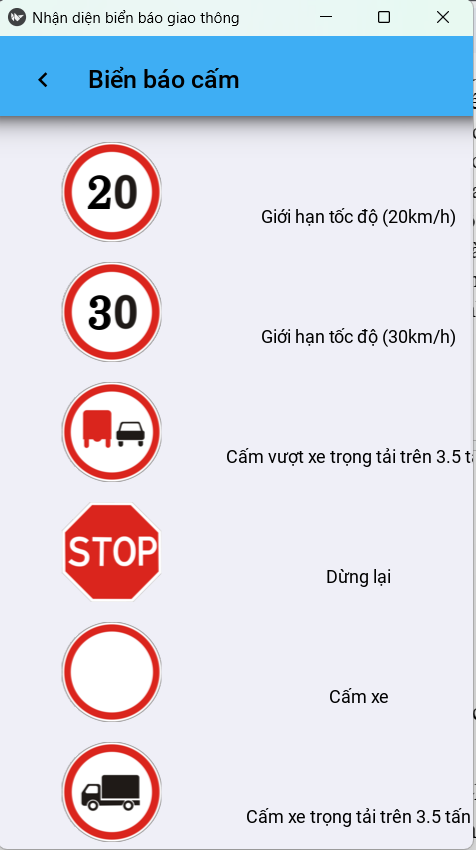 Nhận diện biển báo giao thông
Biển báo cấm
20
Giới hạn tốc độ (20km/h)
30
Giới hạn tốc độ (30km/h)
Cấm vượt xe trọng tải trên 3.5
STOP
Dừng lại
Cấm xe
Cấm xe trọng tải trên 3.5 tấn